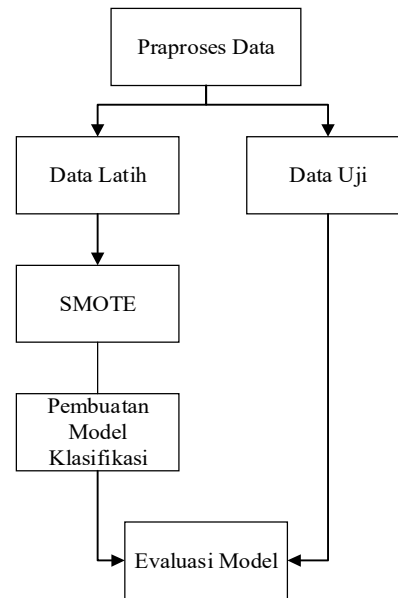 Praproses Data
Data Latih
Data Uji
SMOTE
Pembuatan
Model
Klasifikasi
Evaluasi Model